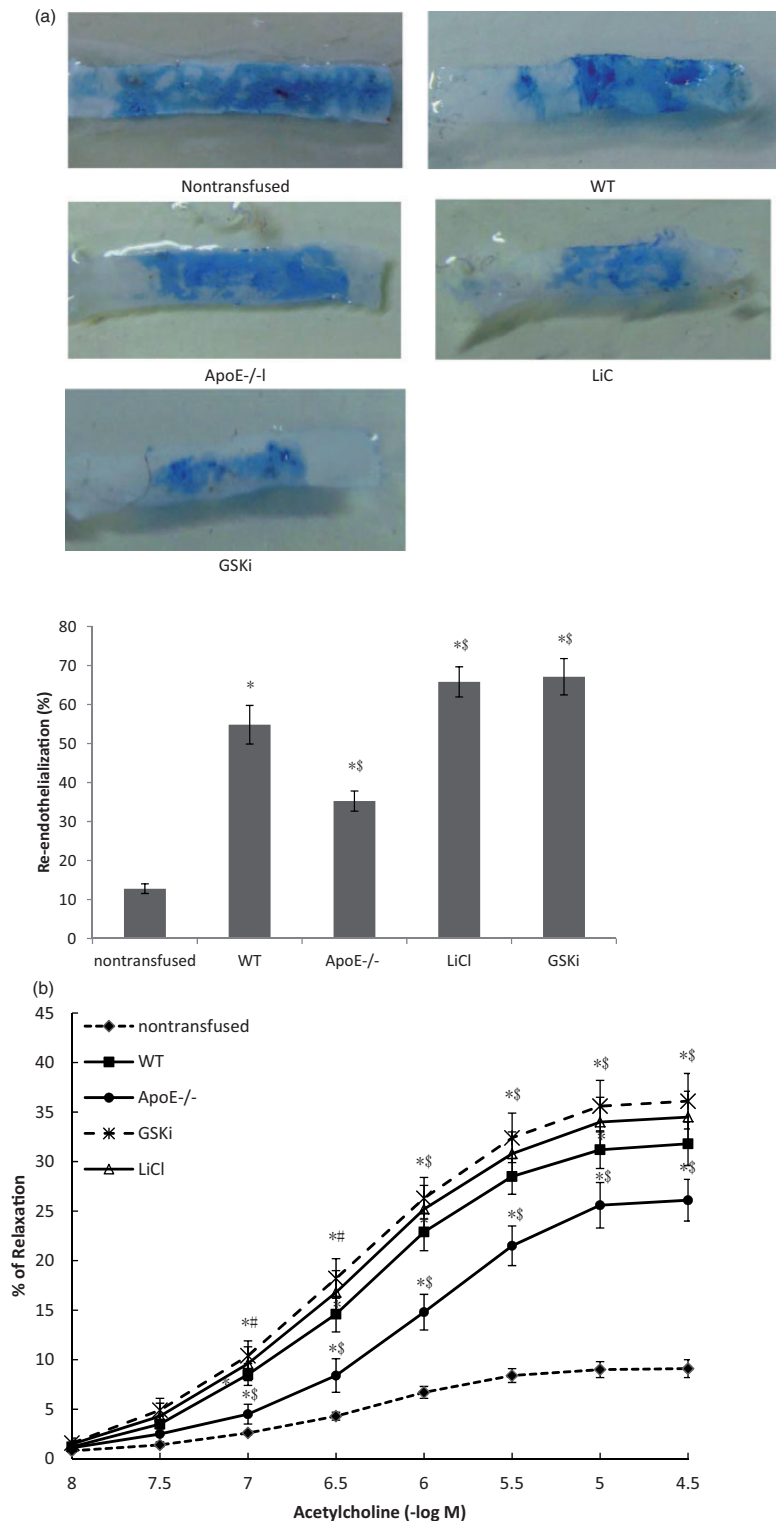 (a)
Nontransfused
WT
ApoE-/-l
LiC
GSKi
80
70
60
50
40
30
20
10
0
Re-endothelialization (%)
*
*$
*$
*$
nontransfused
WT
ApoE-/-
LiCl
GSKi
(b)
45
40
35
30
25
20
15
10
5
0
% of Relaxation
nontransfused
WT
ApoE-/-
GSKi
LiCl
*#
*#
*$
*$
*$
*$
*
*
*
*
*$
*$
*$
*$
*$
*$
8
7.5
7
6.5
6
5.5
5
4.5
Acetylcholine (-log M)